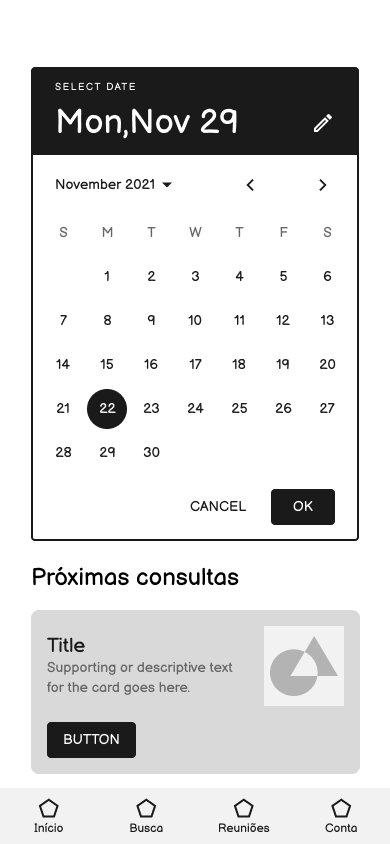 SELECT DATE
Mon,Nov 29
November 2021
S M T W T F S
1 2 3 4 5 6
7 8 9 10 11 12 13
14 15 16 17 18 19 20
21 22 23 24 25 26 27
28 29 30
CANCEL OK
Próximas consultas
Title
Supporting or descriptive text
for the card goes here.
BUTTON
Início Busca Reuniões Conta